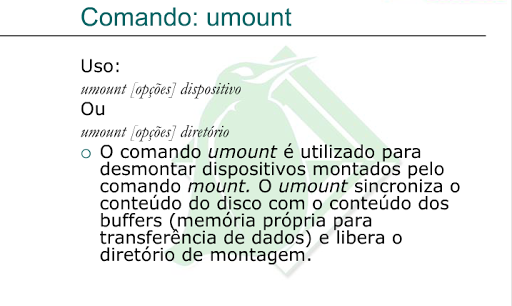 Comando: umount
Uso:
umount [opções] dispositivo
Ou
umount [opções] diretório
O comando umount é utilizado para
desmontar dispositivos montados pelo
comando mount. O umount sincroniza o
conteúdo do disco com o conteúdo dos
buffers (memória própria para
transferência de dados) e libera o
diretório de montagem.